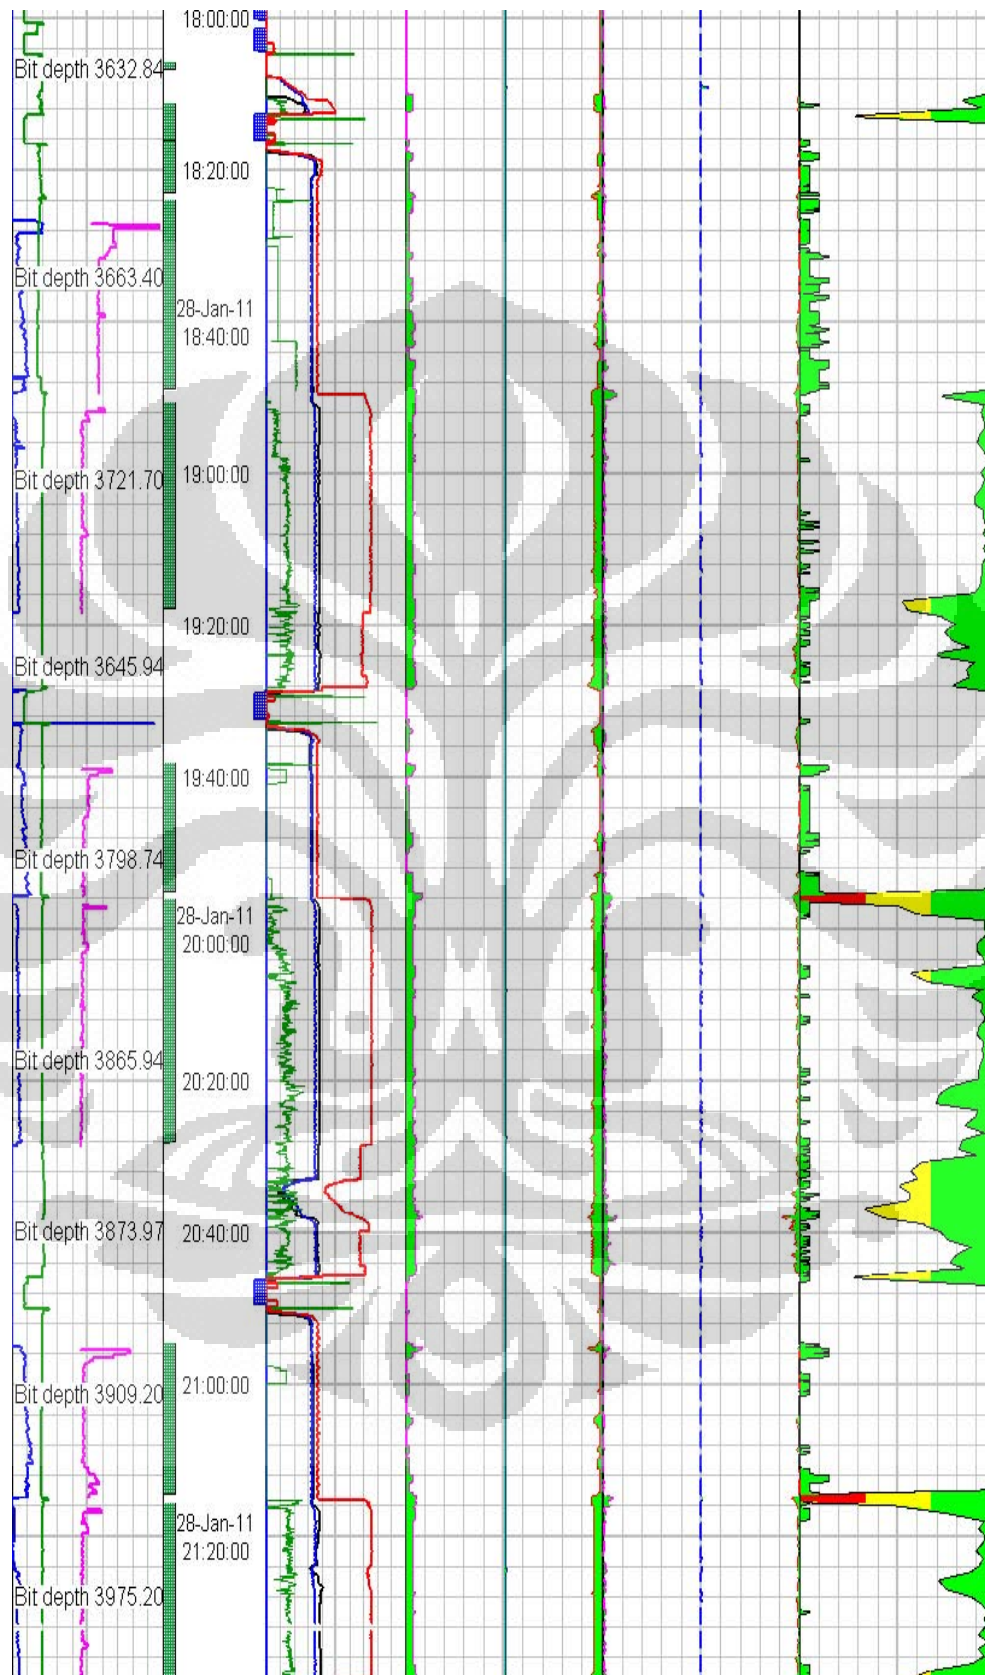 18:00:00
Bit depth 3632.84
18:20:00
Bit depth 3663.40
28-Jan-11
18:40:00
Bit depth 3721.70
19:00:00
19:20:00
Bit depth 3645.94
19:40:00
Bit depth 3798.74
28-Jan-11
20:00:00
Bit depth 3865.94
20:20:00
Bit depth 3873.97
20:40:00
Bit depth 3909.20
21:00:00
28-Jan-11
21:20:00
Bit depth 3975.20